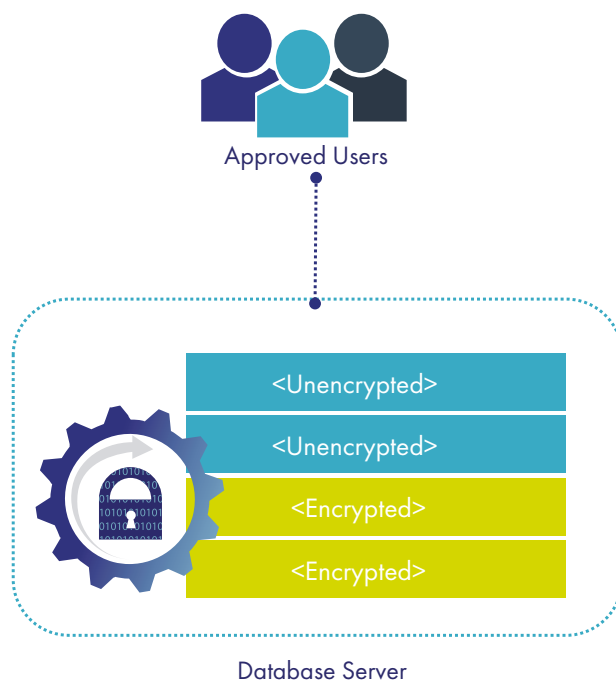 Approved Users
<Unencrypted>
<Unencrypted>
<Encrypted>
<Encrypted>
Database Server